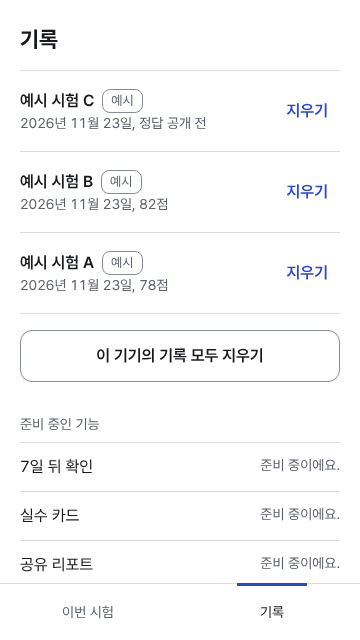 기록
예시 시험 C 예시
2026년 11월 23일, 정답 공개 전
지우기
예시 시험 B 예시
2026년 11월 23일, 82점
지우기
예시 시험 A 예시
2026년 11월 23일, 78점
지우기
이 기기의 기록 모두 지우기
준비 중인 기능
7일 뒤 확인 준비 중이에요.
실수 카드 준비 중이에요.
공유 리포트 준비 중이에요.
이번 시험 기록